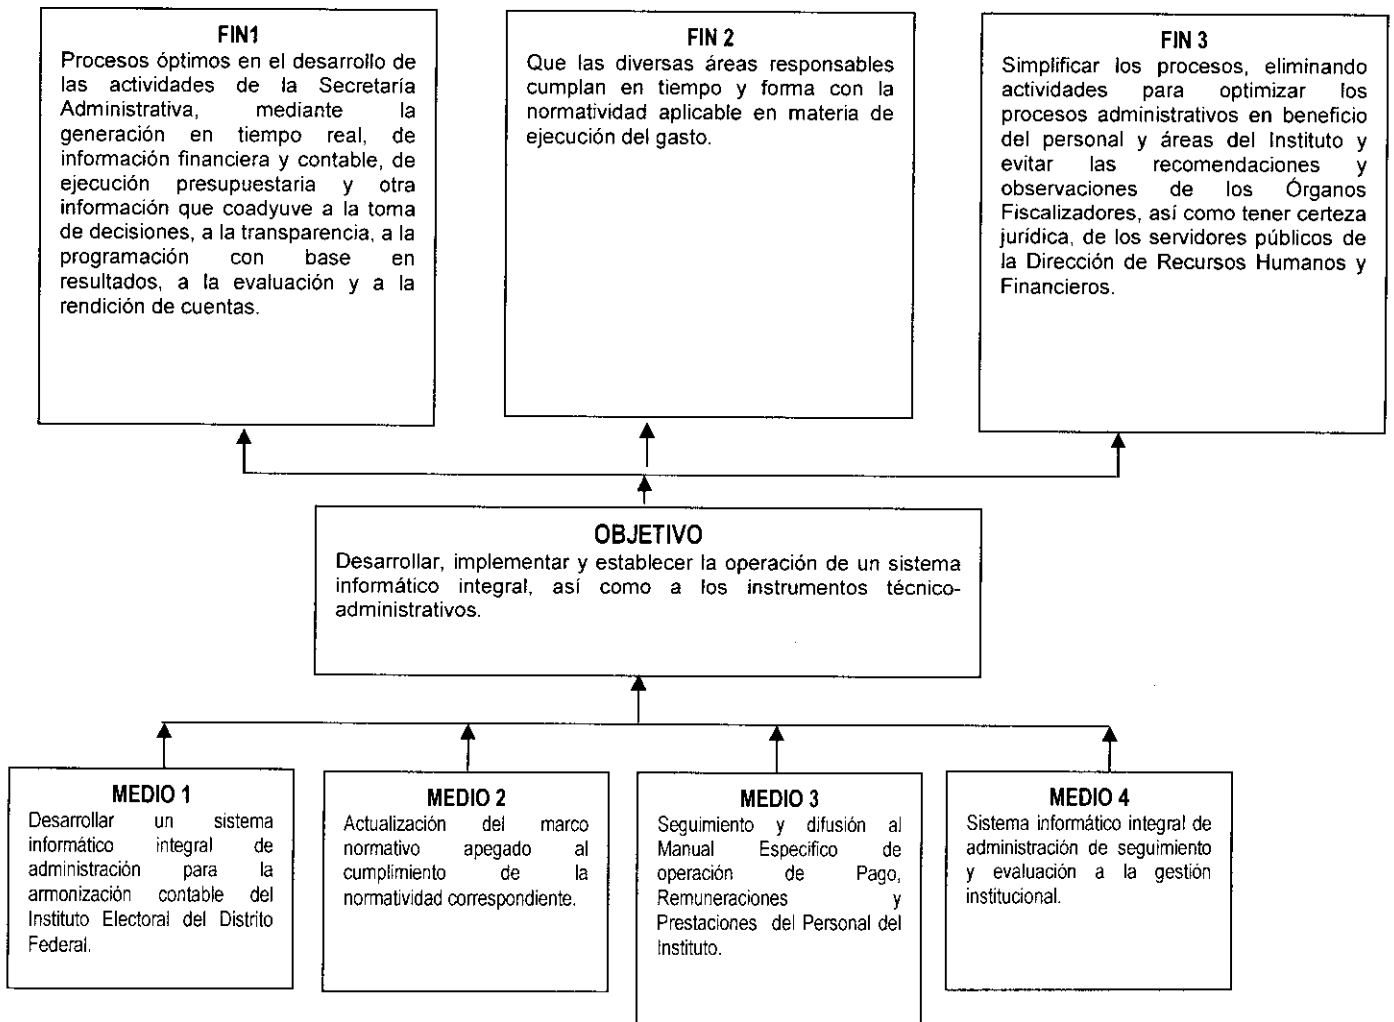 FIN1
Procesos óptimos en el desarrollo de
las actividades de la Secretaría
Administrativa, mediante la
generación en tiempo real, de
información financiera y contable, de
ejecución presupuestaria y otra
información que coadyuve a la toma
de decisiones, a la transparencia, a la
programación con base en
resultados, a la evaluación y a la
rendición de cuentas.
FIN 2
Que las diversas áreas responsables
cumplan en tiempo y forma con la
normatividad aplicable en materia de
ejecución del gasto.
FIN 3
Simplificar los procesos, eliminando
actividades para optimizar los
procesos administrativos en beneficio
del personal y áreas del Instituto y
evitar las recomendaciones y
observaciones de los Órganos
Fiscalizadores, así como tener certeza
jurídica, de los servidores públicos de
la Dirección de Recursos Humanos y
Financieros.
OBJETIVO
Desarrollar, implementar y establecer la operación de un sistema
informático integral, así como a los instrumentos técnico-
administrativos.
MEDIO 1
Desarrollar un sistema
informático integral de
administración para la
armonización contable del
Instituto Electoral del Distrito
Federal.
MEDIO 2
Actualización del marco
normativo apegado al
cumplimiento de la
normatividad correspondiente.
MEDIO 3
Seguimiento y difusión al
Manual Especifico de
operación de Pago,
Remuneraciones y
Prestaciones del Personal del
Instituto.
MEDIO 4
Sistema informático integral de
administración de seguimiento
y evaluación a la gestión
institucional.